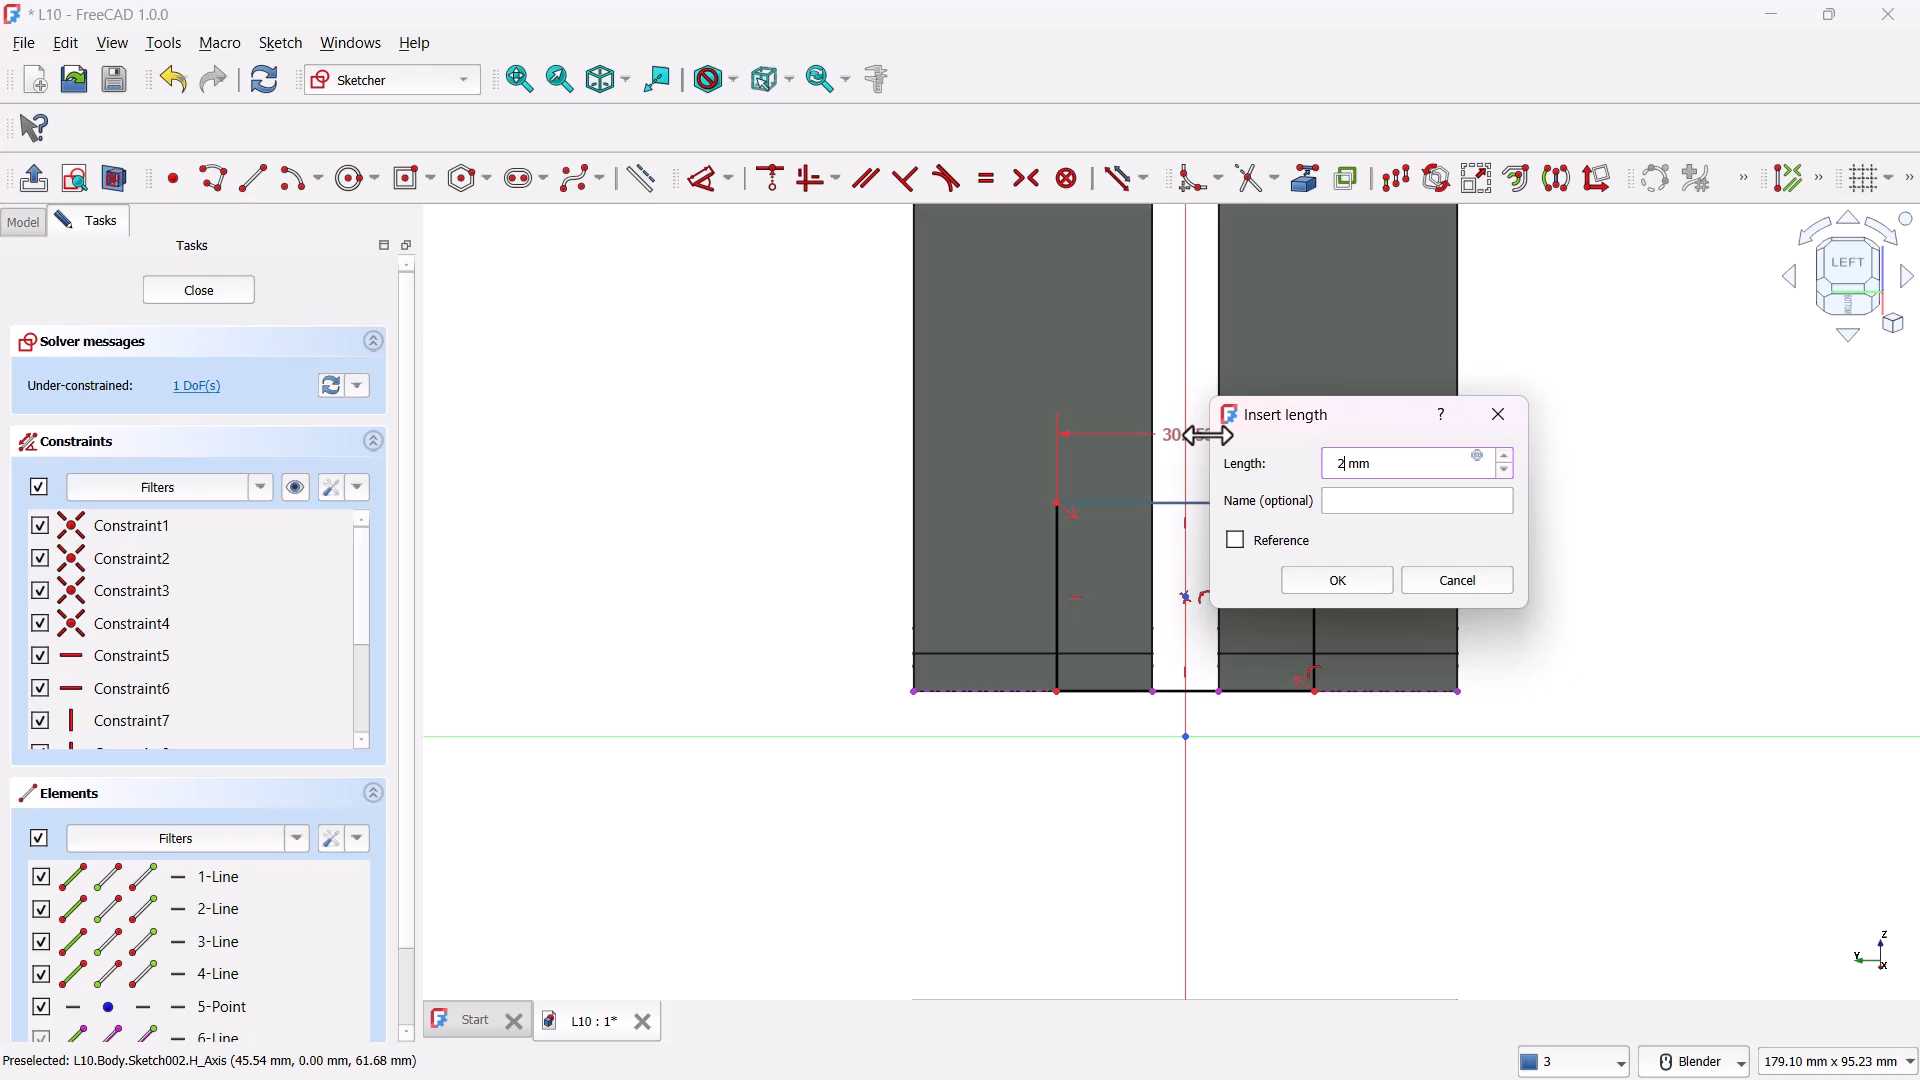 * L10 - FreeCAD 1.0.0
File Edit View Tools Macro Sketch Windows Help
Sketcher
Model Tasks
Tasks
Close
Solver messages
Under-constrained: 1 DoF(s)
Constraints
Filters
Constraint1
Constraint2
Constraint3
Constraint4
Constraint5
Constraint6
Constraint7
Elements
Filters
1-Line
2-Line
3-Line
4-Line
5-Point
6-Line
LEFT
BOTTOM
Insert length ?
Length: 2 mm
Name (optional)
Reference
OK Cancel
Z
Y
X
Start L10 : 1*
Preselected: L10.Body.Sketch002.H_Axis (45.54 mm, 0.00 mm, 61.68 mm)
3 Blender 179.10 mm x 95.23 mm